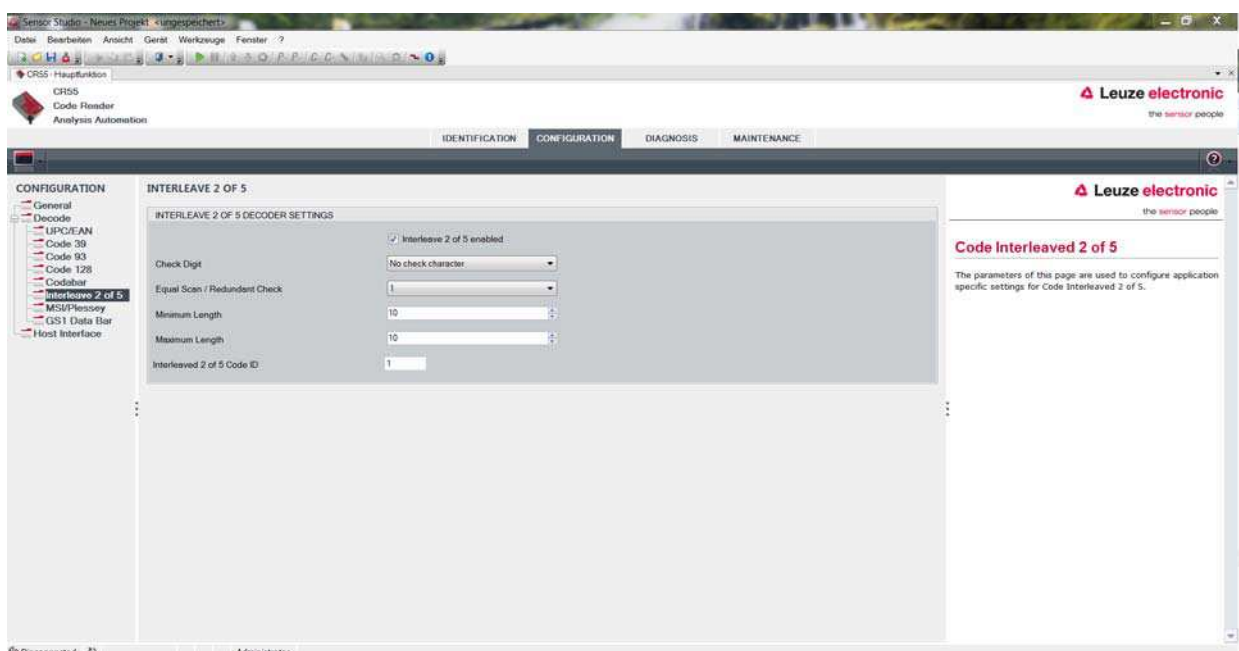 Sensor Studio - Neues Projekt <ungespeichert>
Datei Bearbeiten Ansicht Gerät Werkzeuge Fenster ?
CR55 - Hauptfunktion
CR55
Code Reader
Analysis Automation
Leuze electronic
the sensor people
IDENTIFICATION CONFIGURATION DIAGNOSIS MAINTENANCE
CONFIGURATION
General
Decode
UPC/EAN
Code 39
Code 93
Code 128
Codabar
Interleave 2 of 5
MSI/Plessey
GS1 Data Bar
Host Interface
INTERLEAVE 2 OF 5
INTERLEAVE 2 OF 5 DECODER SETTINGS
Interleave 2 of 5 enabled
Check Digit No check character
Equal Scan / Redundant Check 1
Minimum Length 10
Maximum Length 10
Interleaved 2 of 5 Code ID 1
Leuze electronic
the sensor people
Code Interleaved 2 of 5
The parameters of this page are used to configure application
specific settings for Code Interleaved 2 of 5.